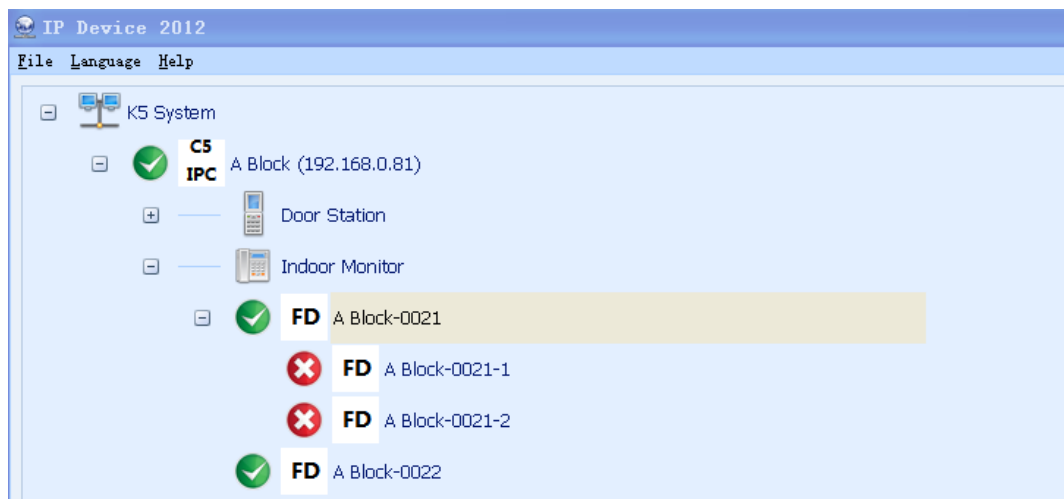 IP Device 2012
File Language Help
K5 System
C5
IPC A Block (192.168.0.81)
Door Station
Indoor Monitor
FD A Block-0021
FD A Block-0021-1
FD A Block-0021-2
FD A Block-0022